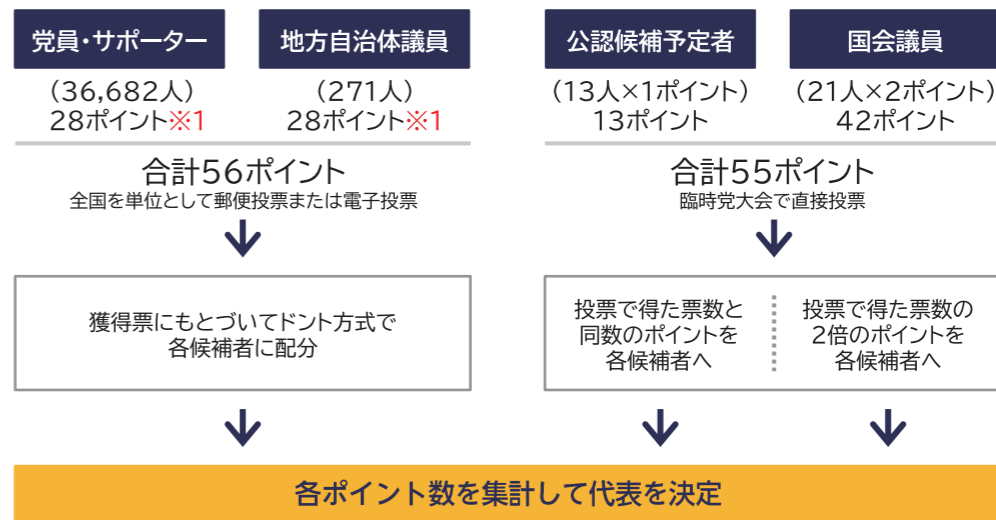 党員・サポーター
(36,682人)
28ポイント※1
地方自治体議員
(271人)
28ポイント※1
合計56ポイント
全国を単位として郵便投票または電子投票
獲得票にもとづいてドント方式で
各候補者に配分
公認候補予定者
(13人×1ポイント)
13ポイント
国会議員
(21人×2ポイント)
42ポイント
合計55ポイント
臨時党大会で直接投票
投票で得た票数と
同数のポイントを
各候補者へ
投票で得た票数の
2倍のポイントを
各候補者へ
各ポイント数を集計して代表を決定